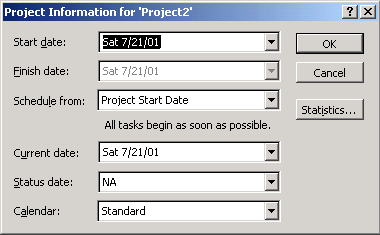 Project Information for 'Project2'
Start date: Sat 7/21/01 OK
Finish date: Sat 7/21/01 Cancel
Schedule from: Project Start Date Statistics...
All tasks begin as soon as possible.
Current date: Sat 7/21/01
Status date: NA
Calendar: Standard